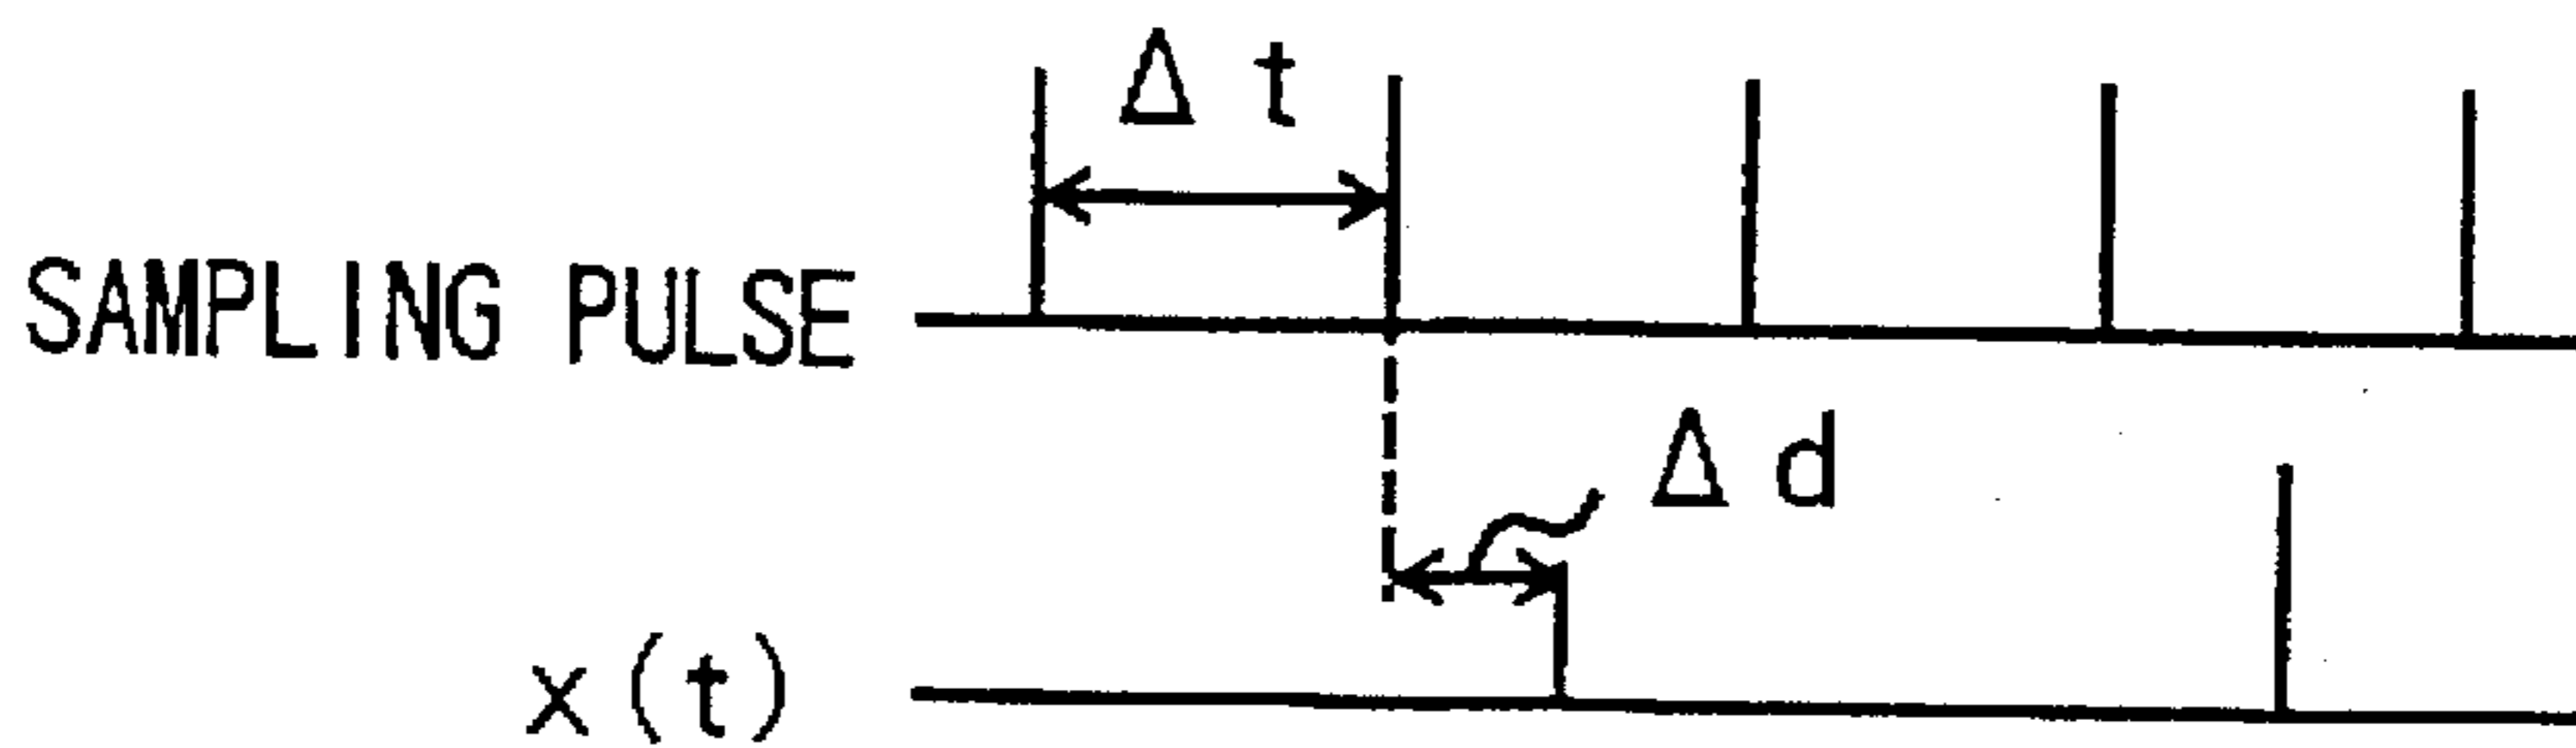 Δt
SAMPLING PULSE
Δd
x(t)